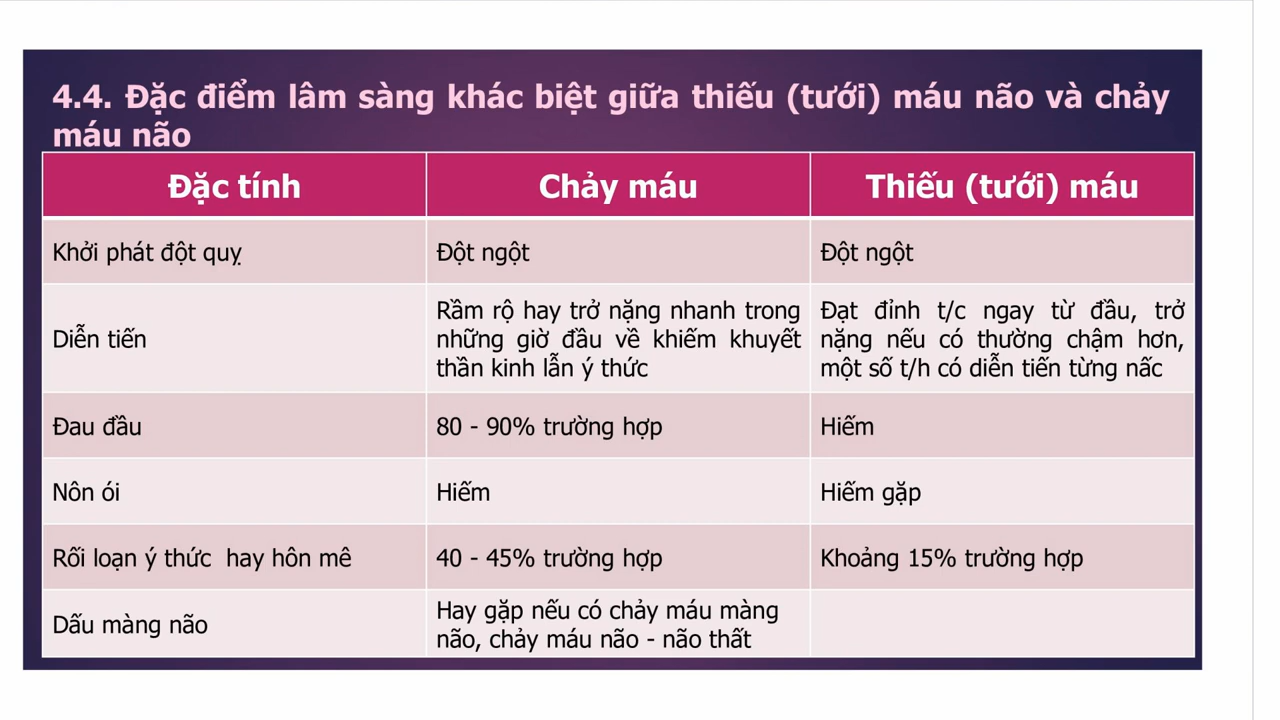 4.4. Đặc điểm lâm sàng khác biệt giữa thiếu (tưới) máu não và chảy
máu não
Đặc tính
Chảy máu
Thiếu (tưới) máu
Khởi phát đột quỵ
Đột ngột
Đột ngột
Diễn tiến
Rầm rộ hay trở nặng nhanh trong
những giờ đầu về khiếm khuyết
thần kinh lẫn ý thức
Đạt đỉnh t/c ngay từ đầu, trở
nặng nếu có thường chậm hơn,
một số t/h có diễn tiến từng nấc
Đau đầu
80 - 90% trường hợp
Hiếm
Nôn ói
Hiếm
Hiếm gặp
Rối loạn ý thức hay hôn mê
40 - 45% trường hợp
Khoảng 15% trường hợp
Dấu màng não
Hay gặp nếu có chảy máu màng
não, chảy máu não - não thất